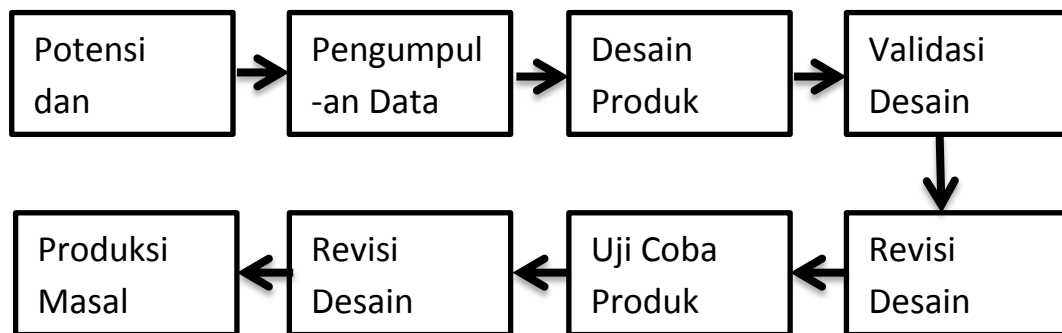 Potensi
dan
Pengumpul
-an Data
Desain
Produk
Validasi
Desain
Revisi
Desain
Uji Coba
Produk
Revisi
Desain
Produksi
Masal